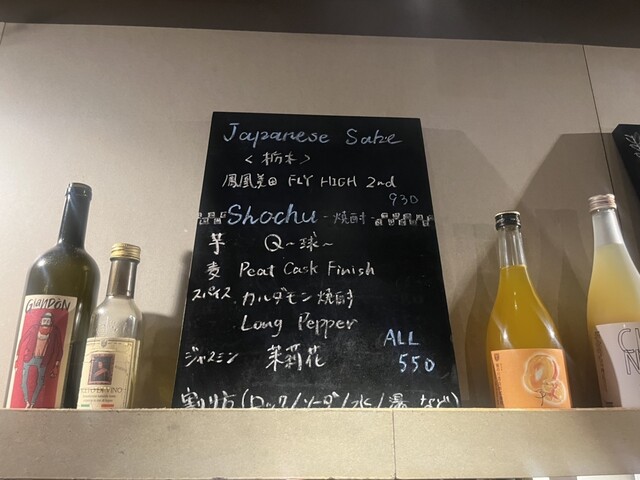 Japanese Sake
<栃木>
鳳凰美田 FLY HIGH 2nd
930
Shochu -焼酎-
芋 Q~球~
麦 Peat Cask Finish
スパイス カルダモン焼酎
Long Pepper
ジャスミン 茉莉花
ALL
550
割り方(ロック/ソーダ/水/湯 など)
GLANDÓN